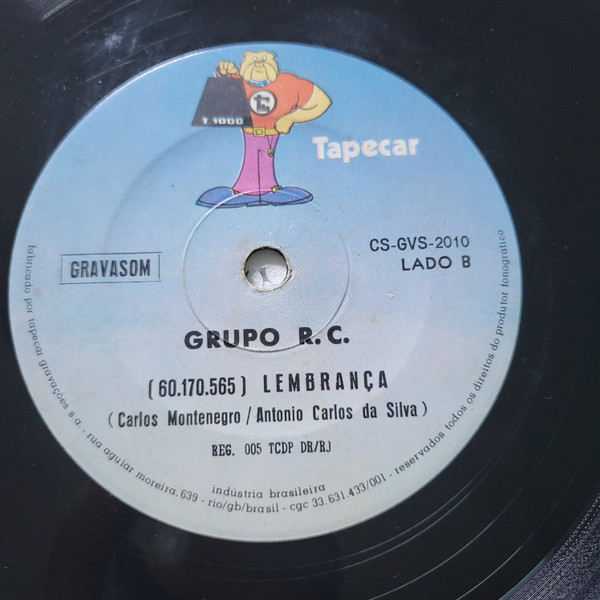 T.1000
Tapecar
GRAVASOM
CS-GVS-2010
LADO B
GRUPO R.C.
(60.170.565) LEMBRANÇA
(Carlos Montenegro / Antonio Carlos da Silva)
REG. 005 TCDP DR/RJ
indústria brasileira
fabricado por tapecar gravações s.a. - rua aguiar moreira, 639 - rio/gb/brasil - cgc 33.631.433/001 - reservados todos os direitos do produtor fonográfico